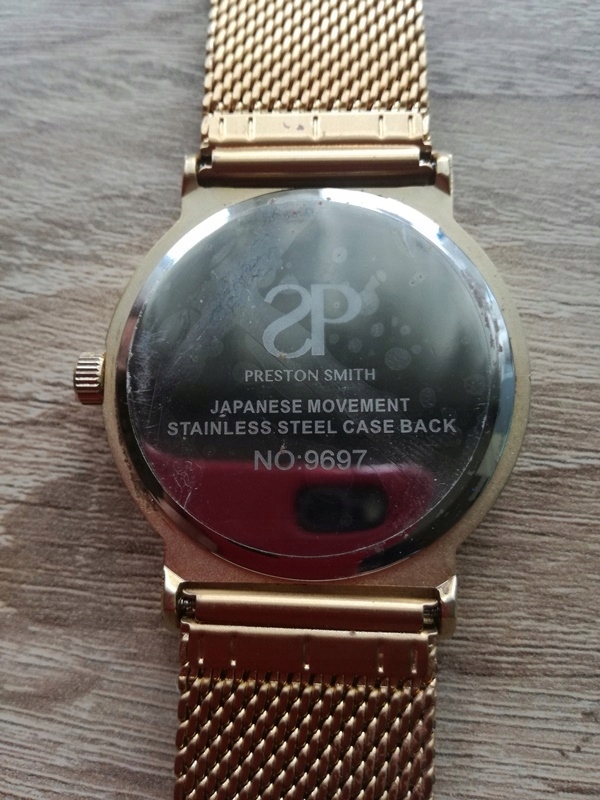 SP
PRESTON SMITH
JAPANESE MOVEMENT
STAINLESS STEEL CASE BACK
NO:9697